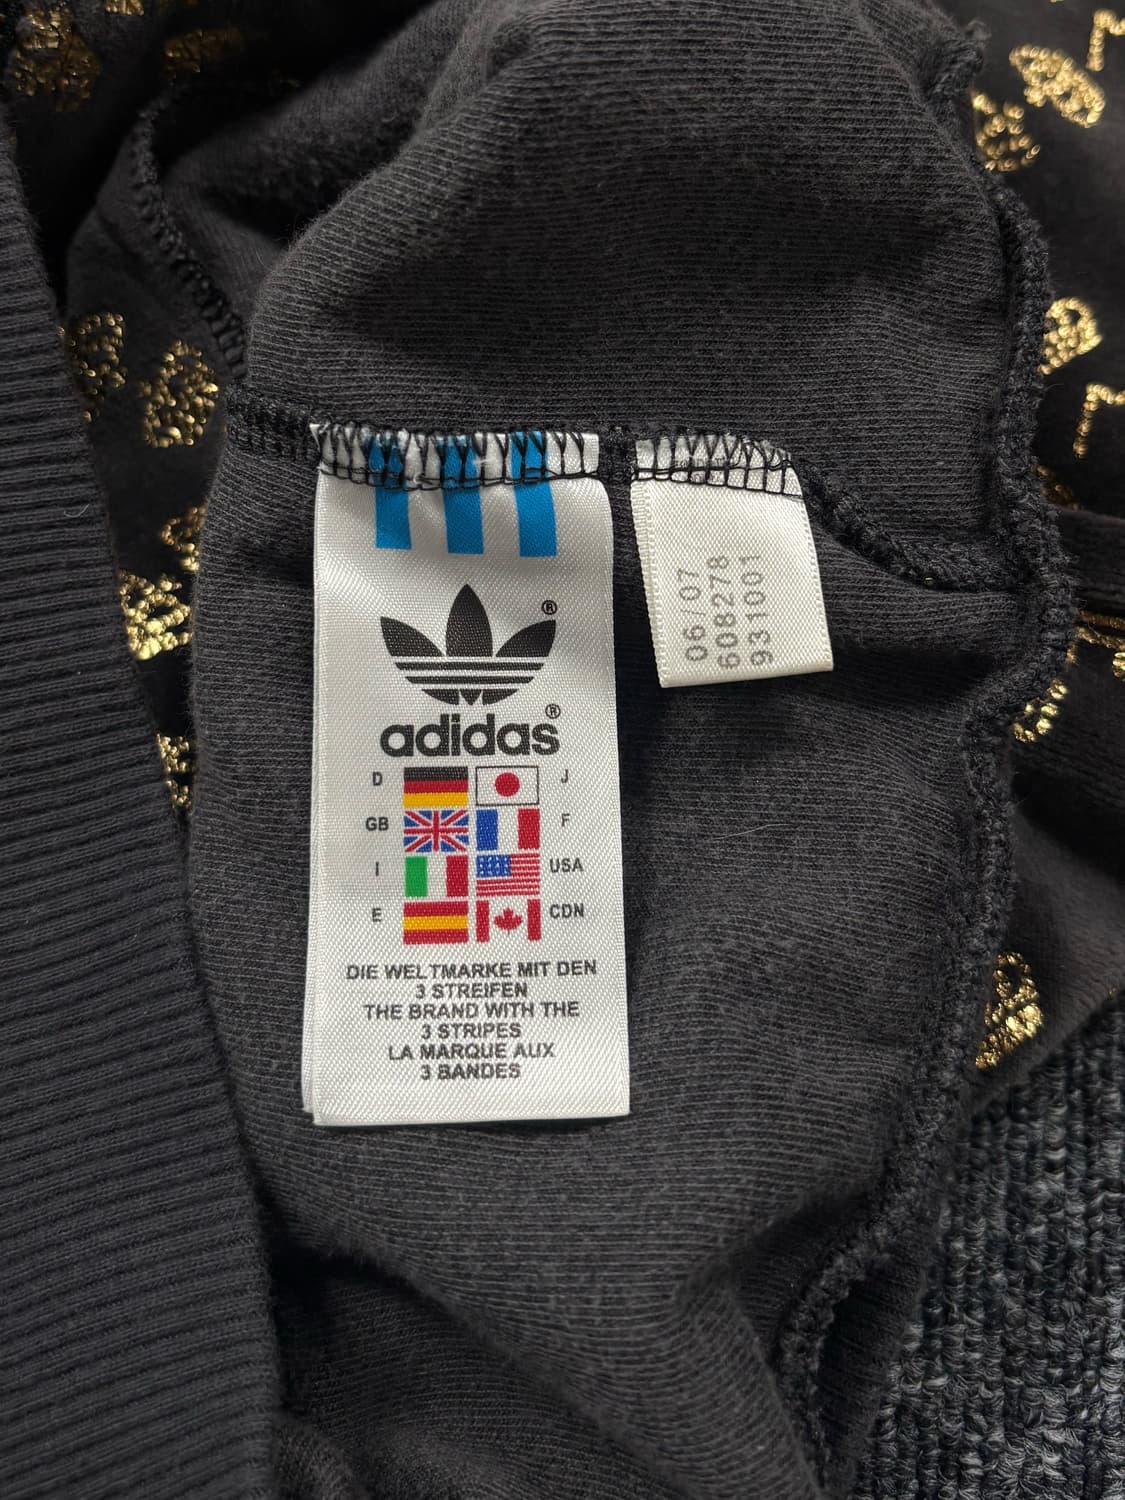 ®
adidas®
D J
GB F
I USA
E CDN
DIE WELTMARKE MIT DEN
3 STREIFEN
THE BRAND WITH THE
3 STRIPES
LA MARQUE AUX
3 BANDES
06/07
608278
931001